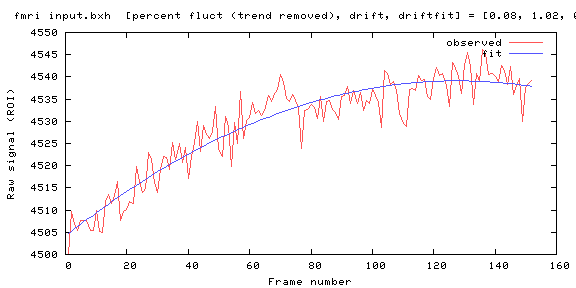 fmri input.bxh [percent fluct (trend removed), drift, driftfit] = [0.08, 1.02,
4550
4545
4540
4535
4530
4525
4520
4515
4510
4505
4500
Raw signal (ROI)
observed
fit
0 20 40 60 80 100 120 140 160
Frame number